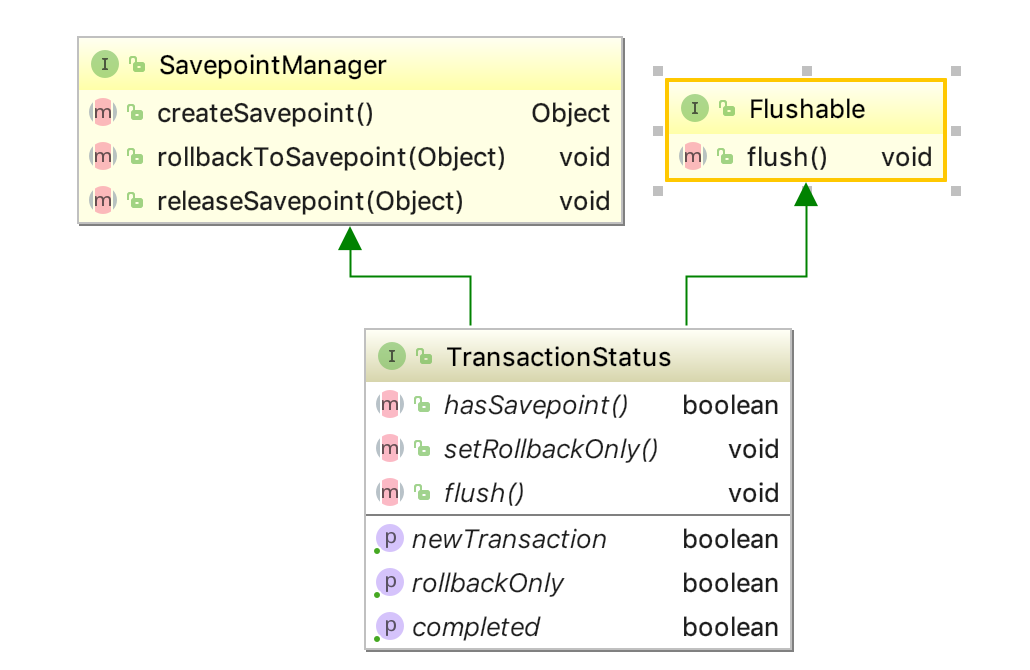 I SavepointManager
m createSavepoint() Object
m rollbackToSavepoint(Object) void
m releaseSavepoint(Object) void
I Flushable
m flush() void
I TransactionStatus
m hasSavepoint() boolean
m setRollbackOnly() void
m flush() void
p newTransaction boolean
p rollbackOnly boolean
p completed boolean